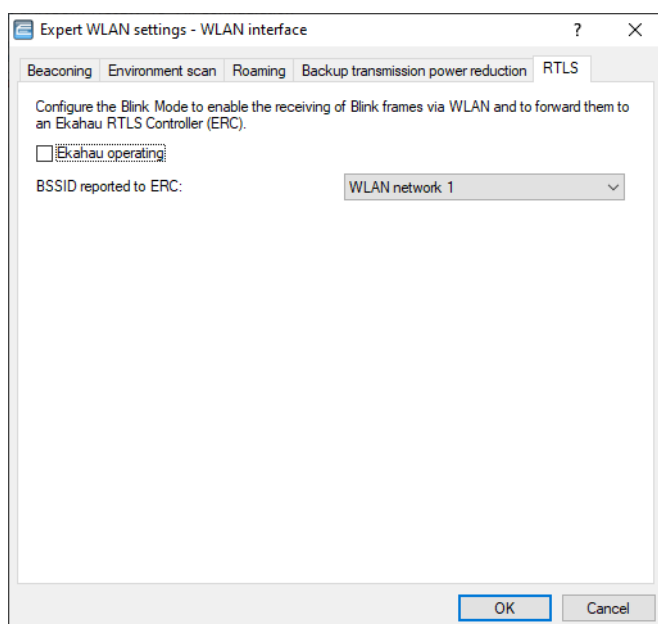 Expert WLAN settings - WLAN interface
Beaconing Environment scan Roaming Backup transmission power reduction RTLS
Configure the Blink Mode to enable the receiving of Blink frames via WLAN and to forward them to
an Ekahau RTLS Controller (ERC).
Ekahau operating
BSSID reported to ERC: WLAN network 1
OK Cancel